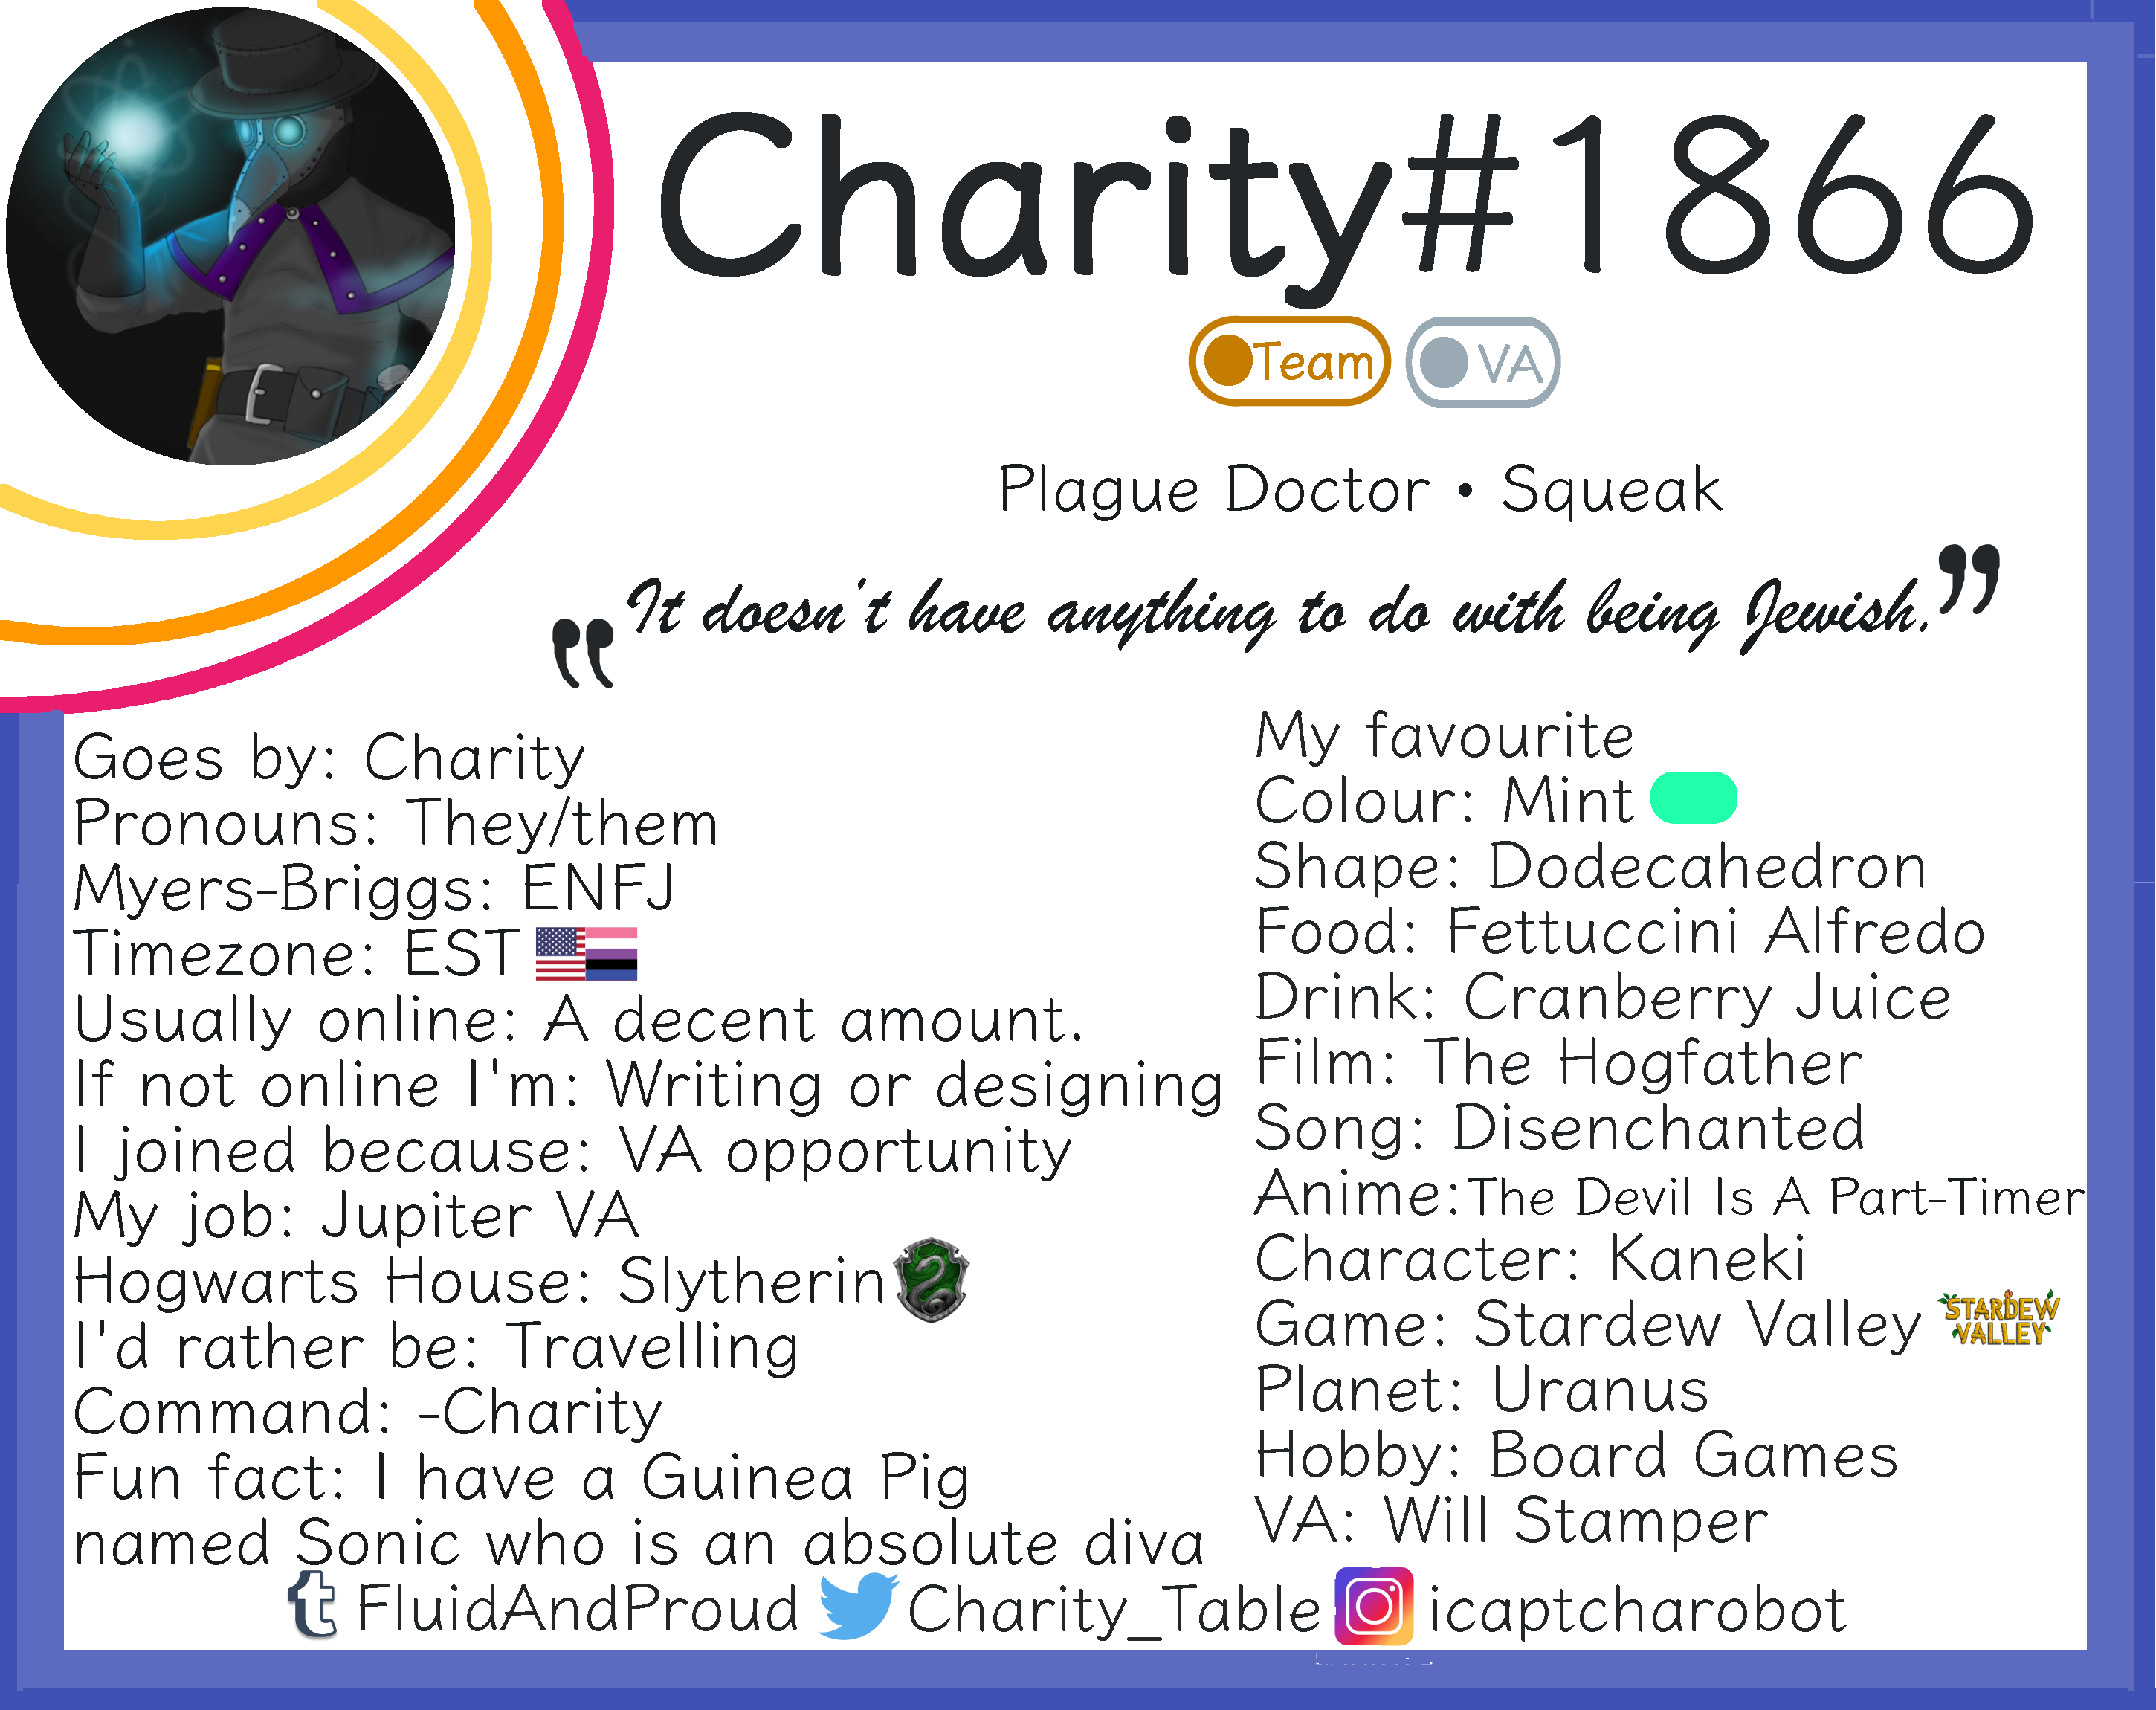 Charity#1866
Team VA
Plague Doctor • Squeak
"It doesn't have anything to do with being Jewish."
Goes by: Charity
Pronouns: They/them
Myers-Briggs: ENFJ
Timezone: EST
Usually online: A decent amount.
If not online I'm: Writing or designing
I joined because: VA opportunity
My job: Jupiter VA
Hogwarts House: Slytherin
I'd rather be: Travelling
Command: -Charity
Fun fact: I have a Guinea Pig
named Sonic who is an absolute diva
My favourite
Colour: Mint
Shape: Dodecahedron
Food: Fettuccini Alfredo
Drink: Cranberry Juice
Film: The Hogfather
Song: Disenchanted
Anime:The Devil Is A Part-Timer
Character: Kaneki
Game: Stardew Valley STARDEW
VALLEY
Planet: Uranus
Hobby: Board Games
VA: Will Stamper
t FluidAndProud Charity_Table icaptcharobot